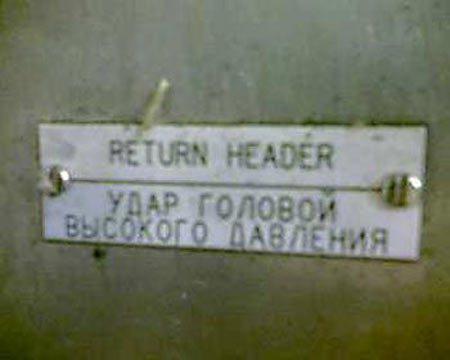 RETURN HEADER
УДАР ГОЛОВОЙ
ВЫСОКОГО ДАВЛЕНИЯ